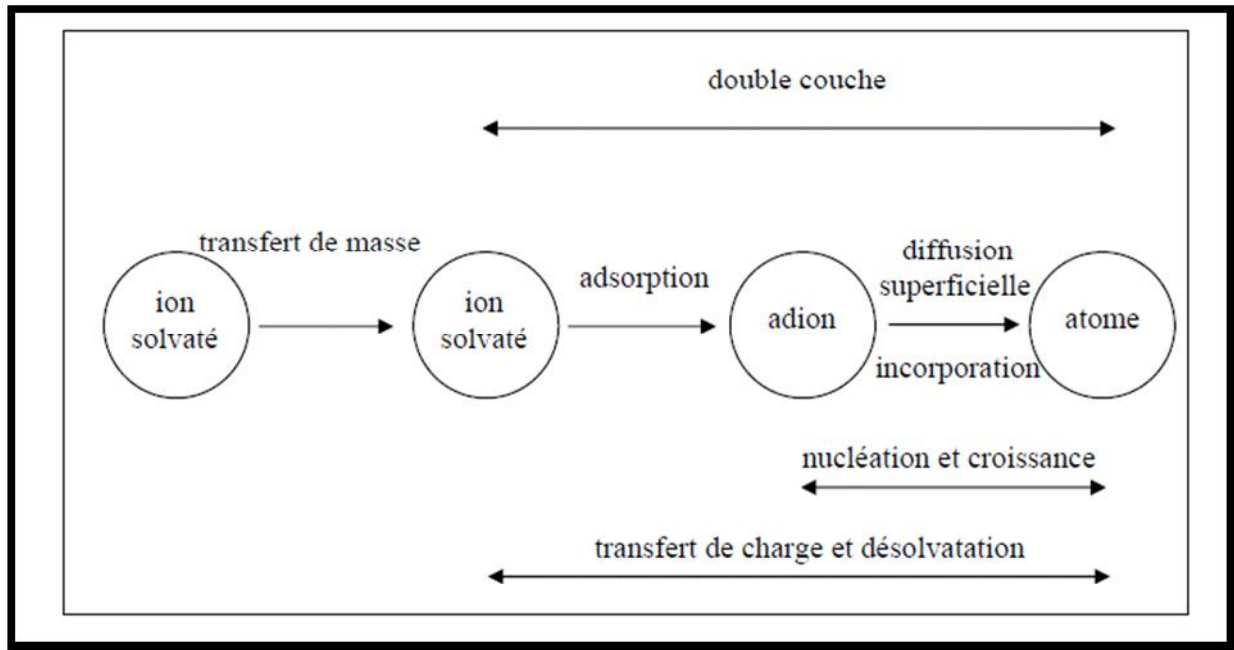 double couche
transfert de masse
ion
solvaté
ion
solvaté
adsorption
adion
diffusion
superficielle
incorporation
atome
nucléation et croissance
transfert de charge et désolvatation